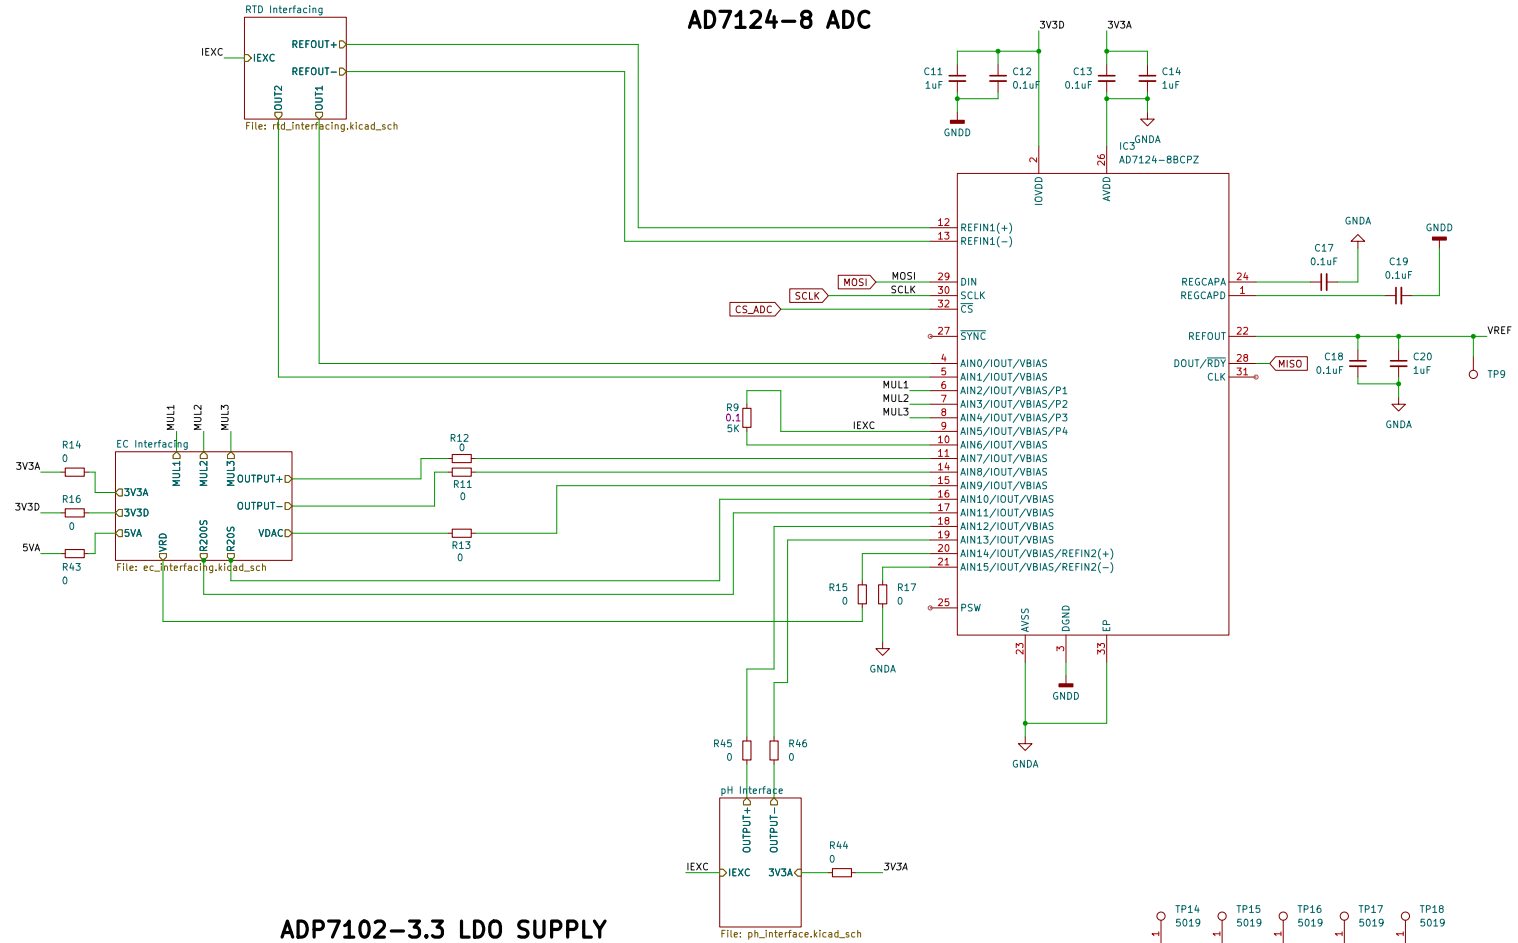 RTD Interfacing
AD7124-8 ADC
IEXC
IEXC
REFOUT+
REFOUT-
OUT2
OUT1
File: rtd_interfacing.kicad_sch
3V3D
3V3A
C11
1uF
C12
0.1uF
C13
0.1uF
C14
1uF
GNDD
GNDA
IC3
AD7124-8BCPZ
2
26
IOVDD
AVDD
12 REFIN1(+)
13 REFIN1(-)
MOSI MOSI 29 DIN
SCLK SCLK 30 SCLK
CS_ADC 32 CS
27 SYNC
4 AIN0/IOUT/VBIAS
5 AIN1/IOUT/VBIAS
MUL1 6 AIN2/IOUT/VBIAS/P1
MUL2 7 AIN3/IOUT/VBIAS/P2
MUL3 8 AIN4/IOUT/VBIAS/P3
IEXC 9 AIN5/IOUT/VBIAS/P4
10 AIN6/IOUT/VBIAS
11 AIN7/IOUT/VBIAS
14 AIN8/IOUT/VBIAS
15 AIN9/IOUT/VBIAS
16 AIN10/IOUT/VBIAS
17 AIN11/IOUT/VBIAS
18 AIN12/IOUT/VBIAS
19 AIN13/IOUT/VBIAS
20 AIN14/IOUT/VBIAS/REFIN2(+)
21 AIN15/IOUT/VBIAS/REFIN2(-)
25 PSW
REGCAPA 24
REGCAPD 1
REFOUT 22
DOUT/RDY 28 MISO
CLK 31
AVSS
DGND
EP
23
3
33
GNDD
GNDA
GNDA
C17
0.1uF
GNDD
C19
0.1uF
VREF
C18
0.1uF
C20
1uF
TP9
GNDA
R9
0.1
5K
MUL1
MUL2
MUL3
EC Interfacing
R14
0
3V3A
R16
0
3V3D
5VA
R43
0
MUL1
MUL2
MUL3
3V3A
3V3D
5VA
OUTPUT+
OUTPUT-
VDAC
VRD
R200S
R20S
File: ec_interfacing.kicad_sch
R12
0
R11
0
R13
0
R15
0
R17
0
GNDA
R45
0
R46
0
pH Interface
OUTPUT+
OUTPUT-
IEXC
IEXC
3V3A
R44
0
3V3A
File: ph_interface.kicad_sch
ADP7102-3.3 LDO SUPPLY
TP14
5019
1
TP15
5019
1
TP16
5019
1
TP17
5019
1
TP18
5019
1